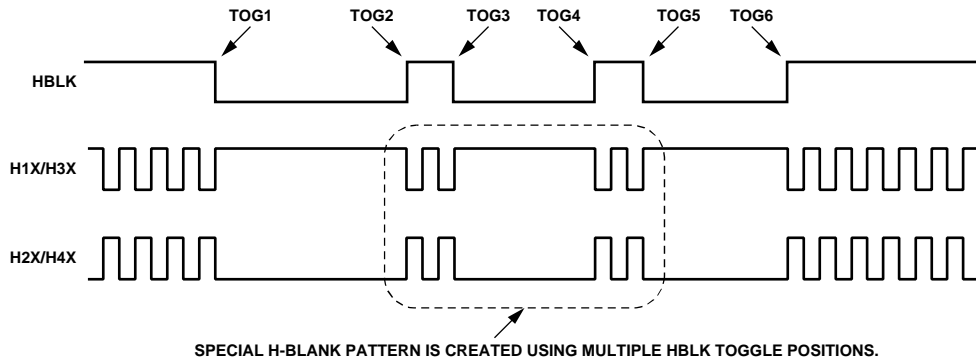 TOG1 TOG2 TOG3 TOG4 TOG5 TOG6
HBLK
H1X/H3X
H2X/H4X
SPECIAL H-BLANK PATTERN IS CREATED USING MULTIPLE HBLK TOGGLE POSITIONS.